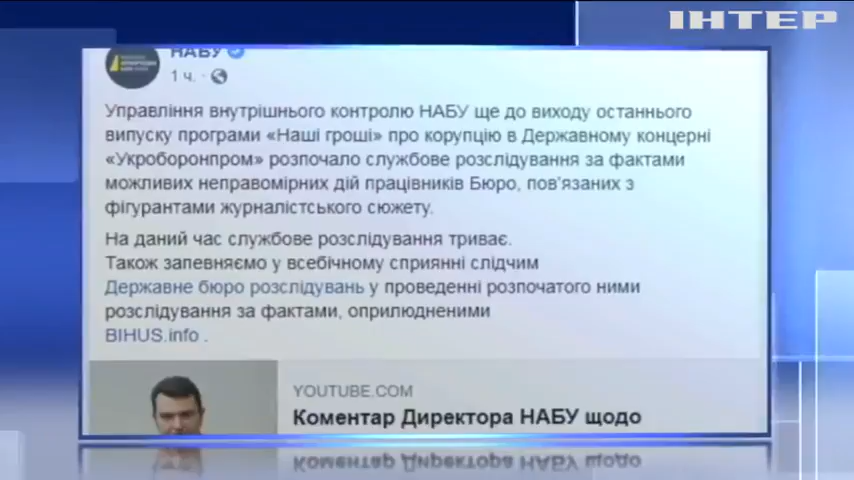 ІНТЕР
НАБУ
1 ч. ·
Управління внутрішнього контролю НАБУ ще до виходу останнього
випуску програми «Наші гроші» про корупцію в Державному концерні
«Укроборонпром» розпочало службове розслідування за фактами
можливих неправомірних дій працівників Бюро, пов'язаних з
фігурантами журналістського сюжету.
На даний час службове розслідування триває.
Також запевняємо у всебічному сприянні слідчим
Державне бюро розслідувань у проведенні розпочатого ними
розслідування за фактами, оприлюдненими
BIHUS.info .
YOUTUBE.COM
Коментар Директора НАБУ щодо